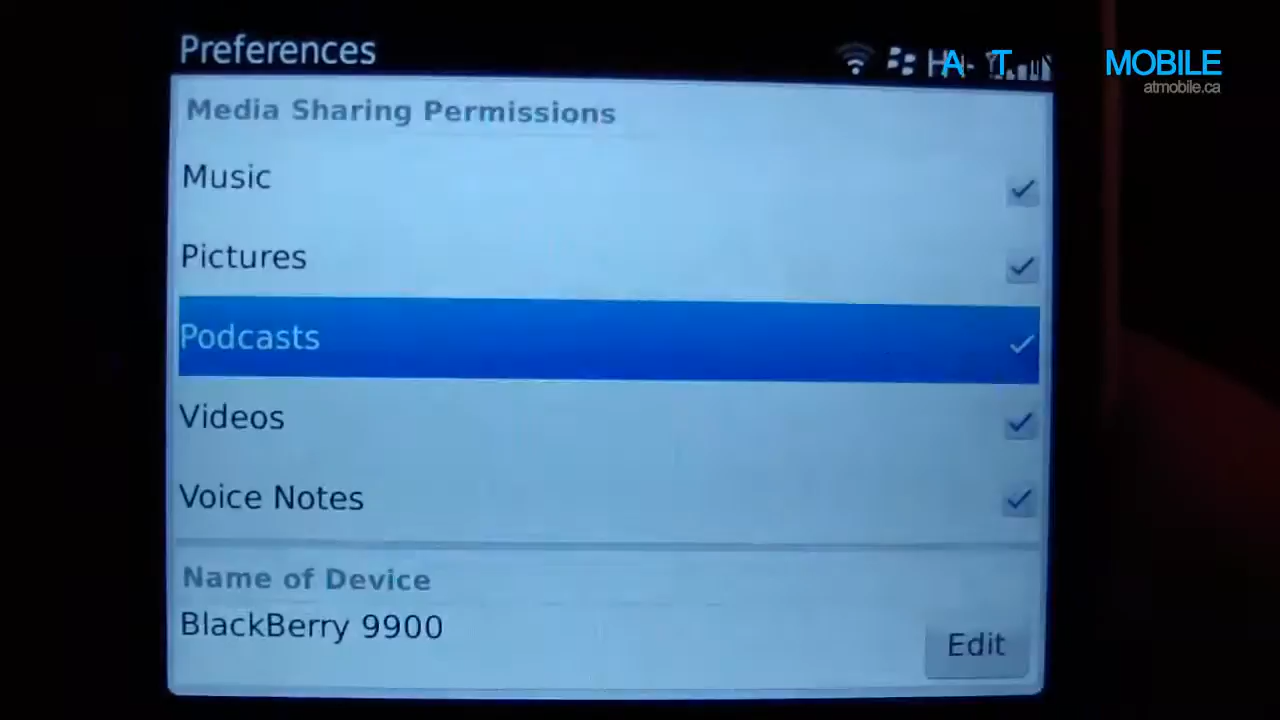 Preferences
MOBILE
atmobile.ca
Media Sharing Permissions
Music
Pictures
Podcasts
Videos
Voice Notes
Name of Device
BlackBerry 9900
Edit